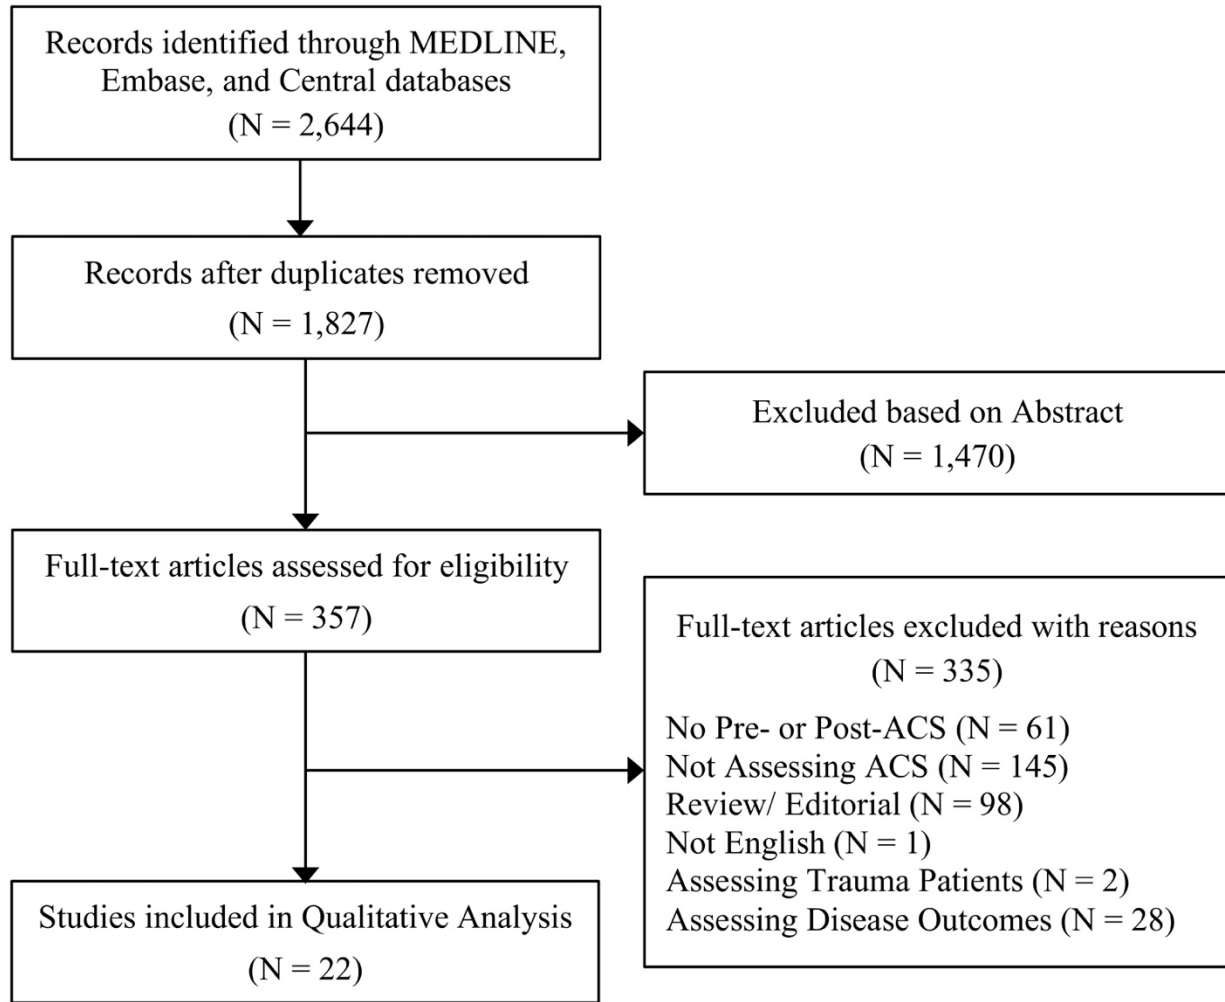 Records identified through MEDLINE,
Embase, and Central databases
(N = 2,644)
Records after duplicates removed
(N = 1,827)
Excluded based on Abstract
(N = 1,470)
Full-text articles assessed for eligibility
(N = 357)
Full-text articles excluded with reasons
(N = 335)
No Pre- or Post-ACS (N = 61)
Not Assessing ACS (N = 145)
Review/ Editorial (N = 98)
Not English (N = 1)
Assessing Trauma Patients (N = 2)
Assessing Disease Outcomes (N = 28)
Studies included in Qualitative Analysis
(N = 22)